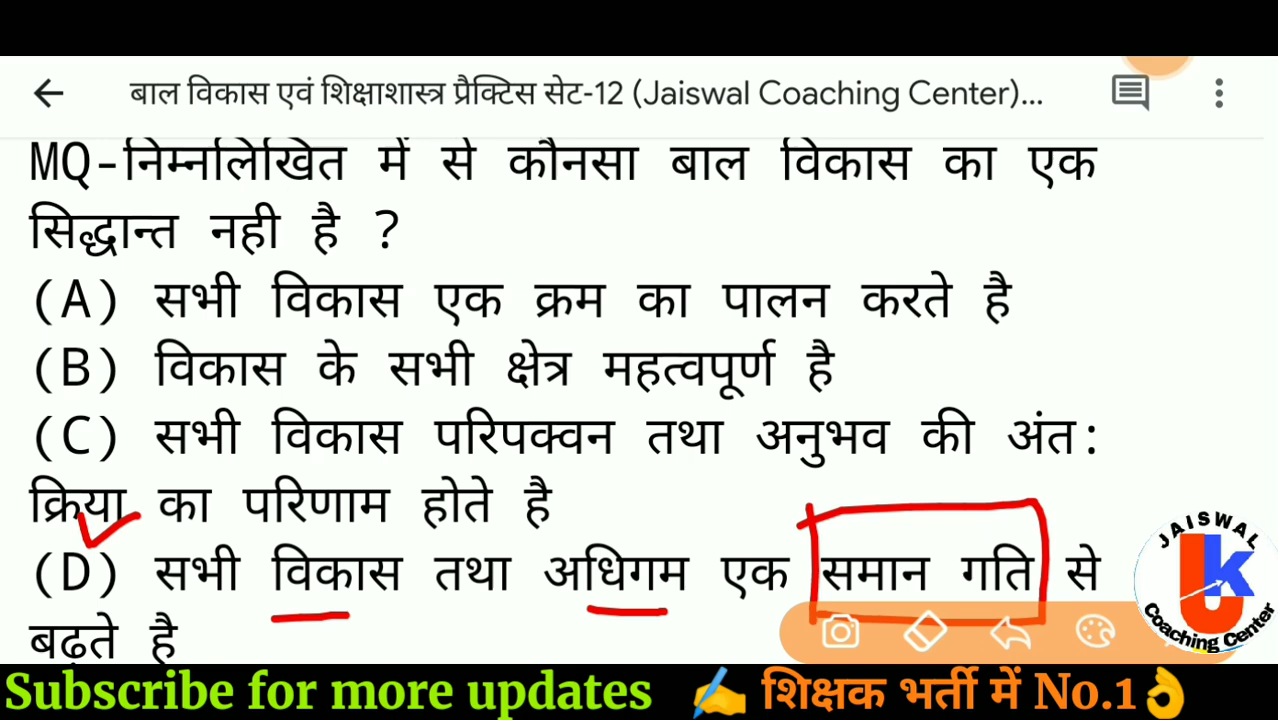 बाल विकास एवं शिक्षाशास्त्र प्रैक्टिस सेट-12 (Jaiswal Coaching Center)...
MQ-निम्नलिखित में से कौनसा बाल विकास का एक
सिद्धान्त नही है ?
(A) सभी विकास एक क्रम का पालन करते है
(B) विकास के सभी क्षेत्र महत्वपूर्ण है
(C) सभी विकास परिपक्वन तथा अनुभव की अंत:
क्रिया का परिणाम होते है
(D) सभी विकास तथा अधिगम एक समान गति से
बढ़ते है
JAISWAL
UK
Coaching Center
Subscribe for more updates ✍ शिक्षक भर्ती में No.1👌